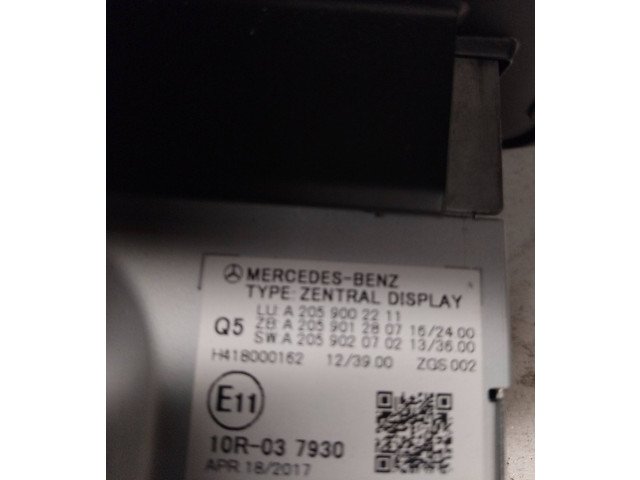 MERCEDES-BENZ
TYPE: ZENTRAL DISPLAY
LU: A 205 900 22 11
Q5 ZB: A 205 901 28 07 16/24.00
SW: A 205 902 07 02 13/36.00
H418000162 12/39.00 ZGS 002
E11
10R-03 7930
APR.18/2017